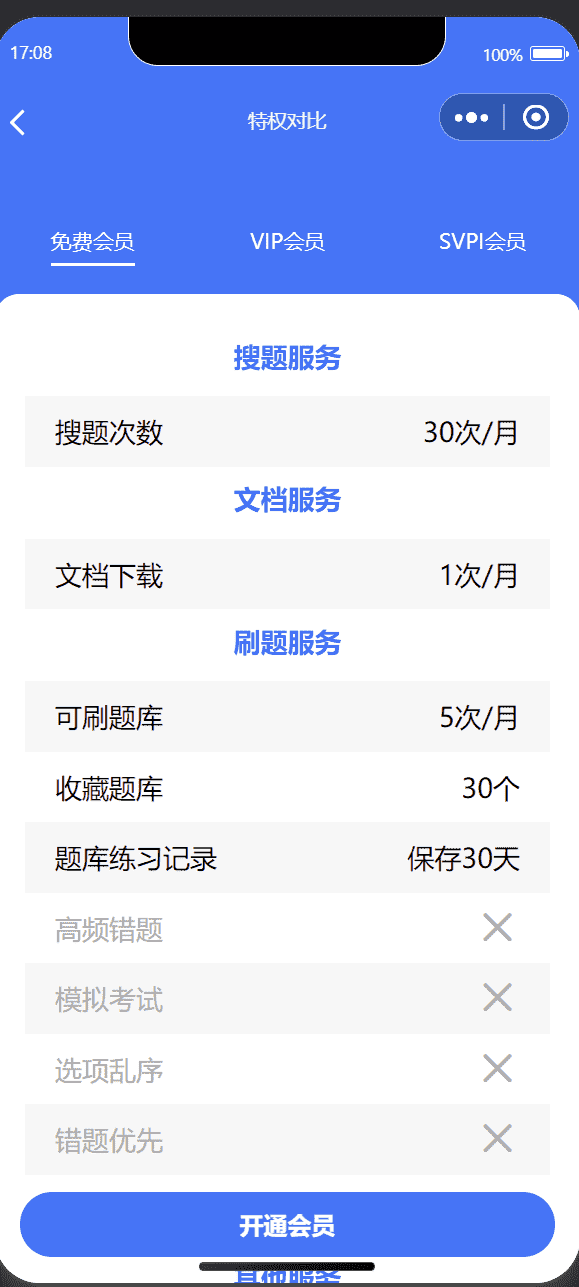 17:08 100%
特权对比
免费会员 VIP会员 SVPI会员
搜题服务
搜题次数 30次/月
文档服务
文档下载 1次/月
刷题服务
可刷题库 5次/月
收藏题库 30个
题库练习记录 保存30天
高频错题
模拟考试
选项乱序
错题优先
开通会员
其他服务